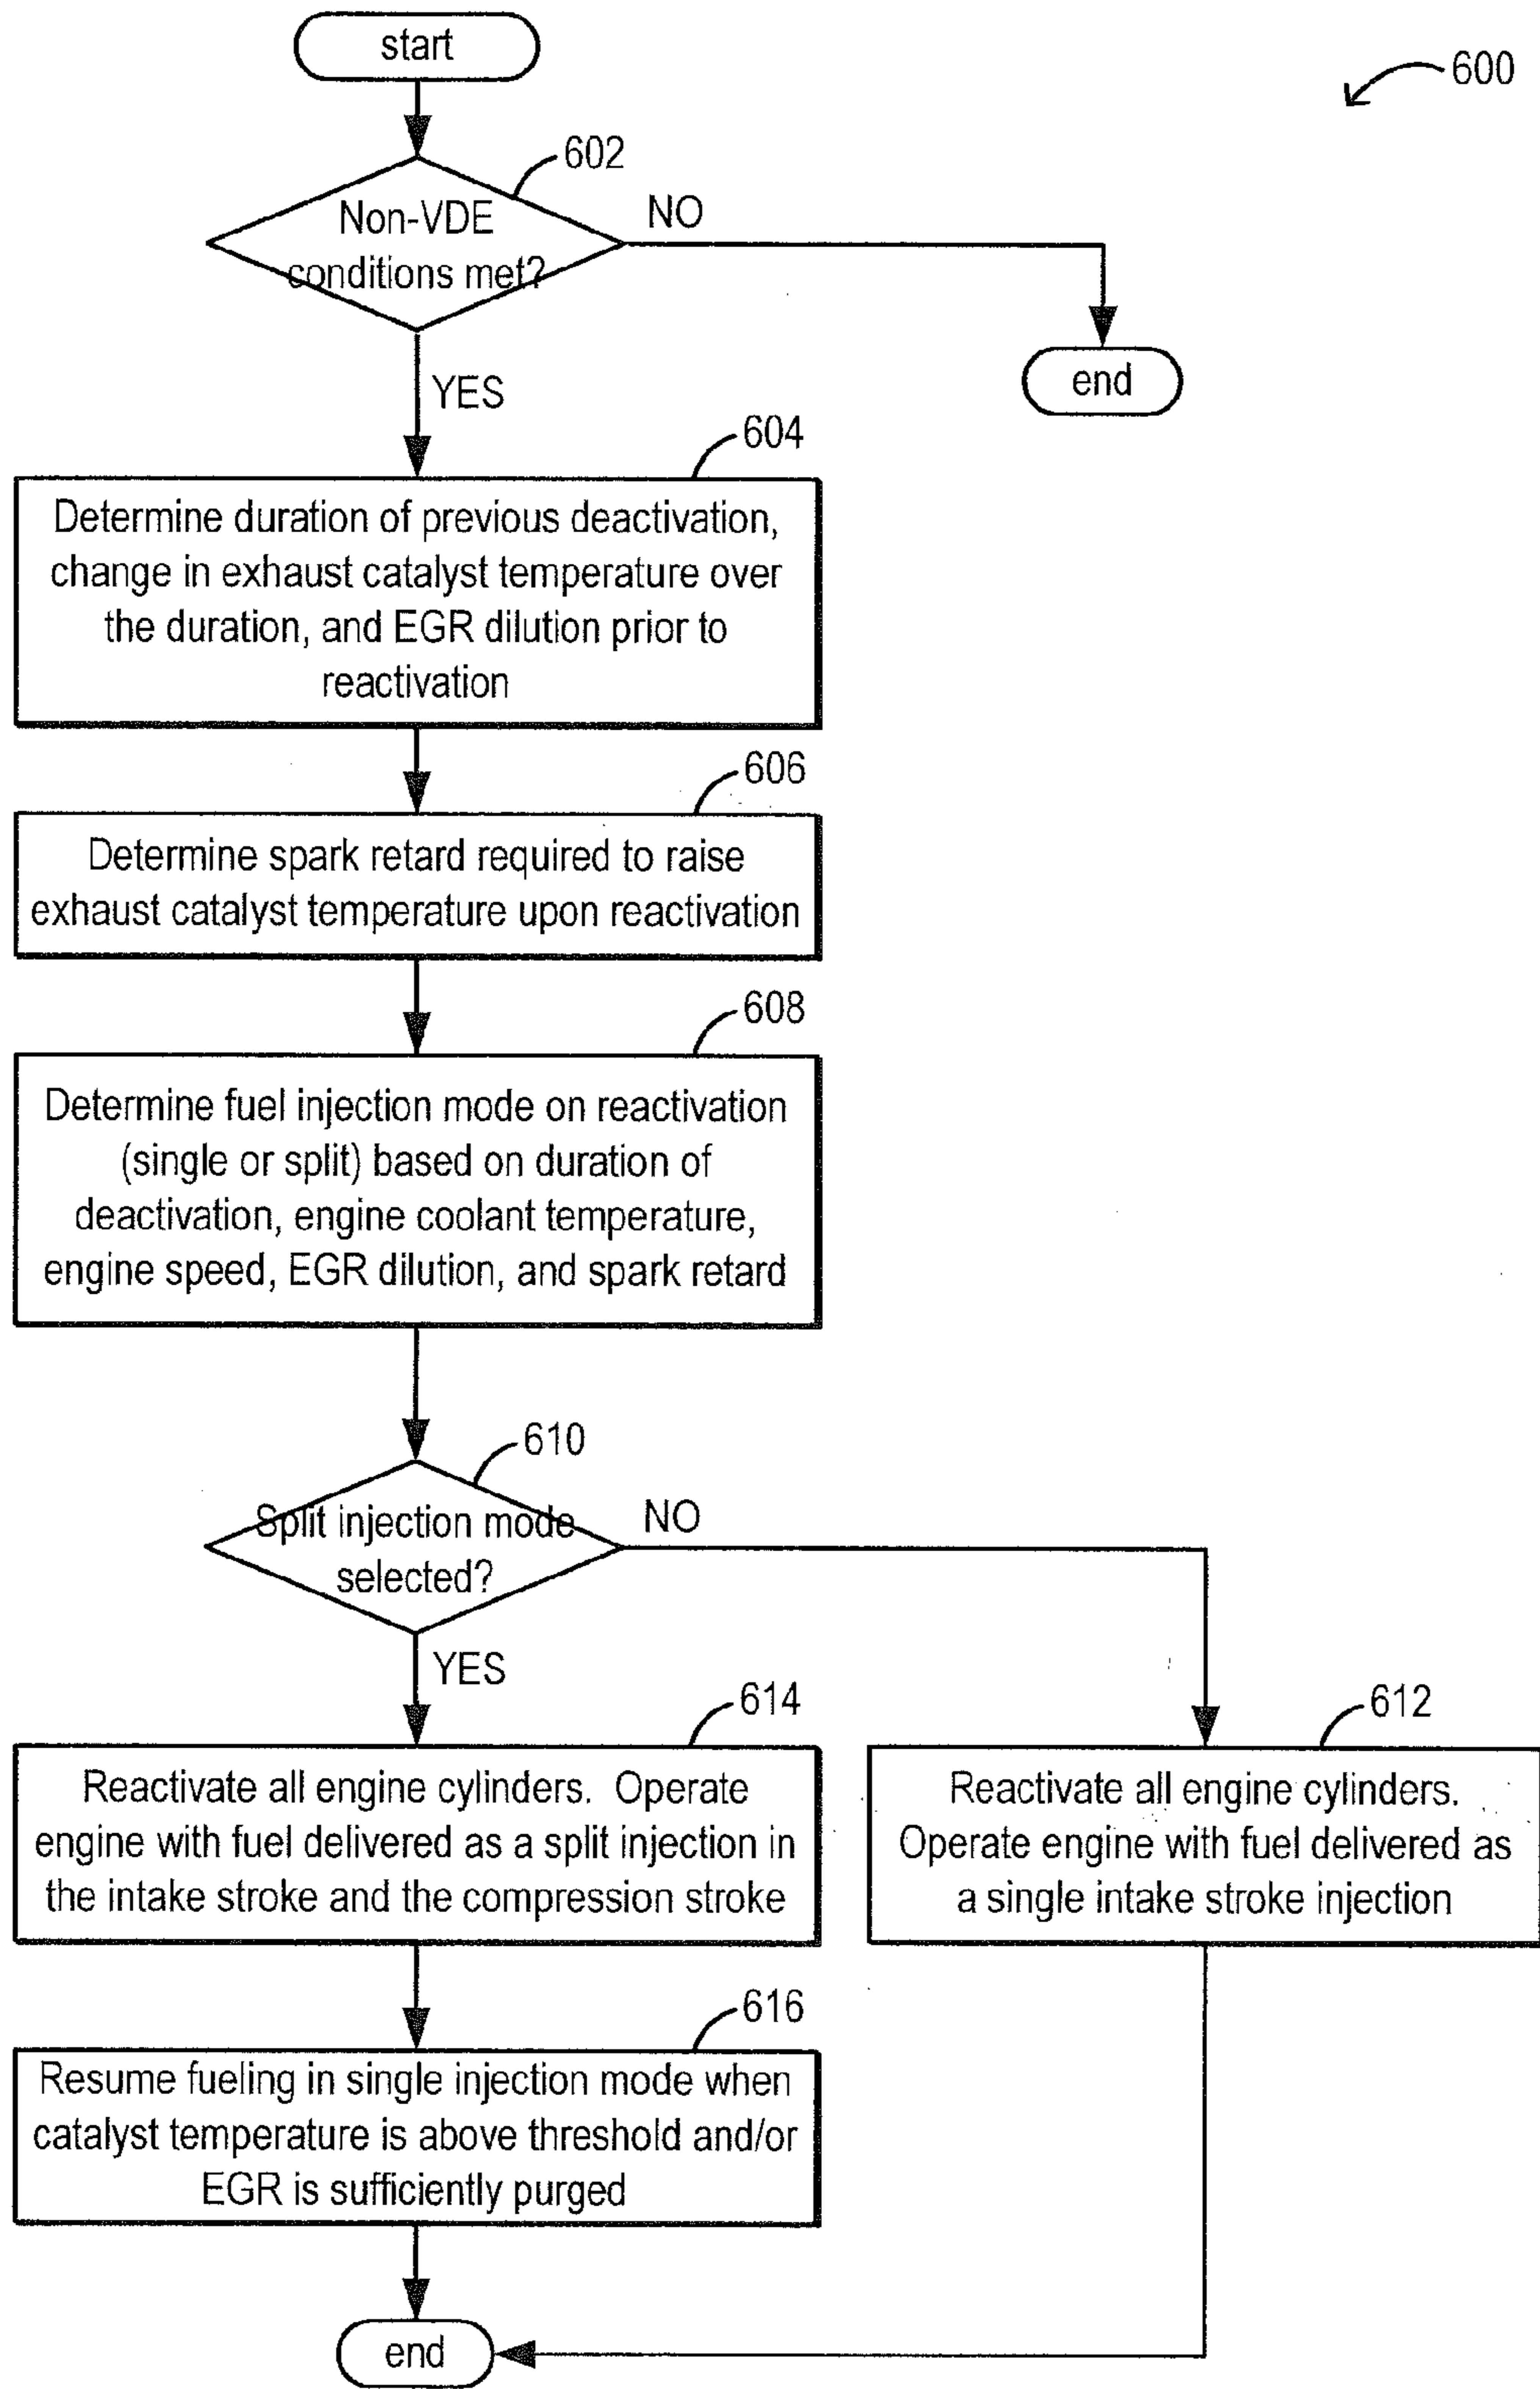 start
600
602
Non-VDE
conditions met?
NO
end
YES
604
Determine duration of previous deactivation,
change in exhaust catalyst temperature over
the duration, and EGR dilution prior to
reactivation
606
Determine spark retard required to raise
exhaust catalyst temperature upon reactivation
608
Determine fuel injection mode on reactivation
(single or split) based on duration of
deactivation, engine coolant temperature,
engine speed, EGR dilution, and spark retard
610
Split injection mode
selected?
NO
YES
614
Reactivate all engine cylinders. Operate
engine with fuel delivered as a split injection in
the intake stroke and the compression stroke
612
Reactivate all engine cylinders.
Operate engine with fuel delivered as
a single intake stroke injection
616
Resume fueling in single injection mode when
catalyst temperature is above threshold and/or
EGR is sufficiently purged
end